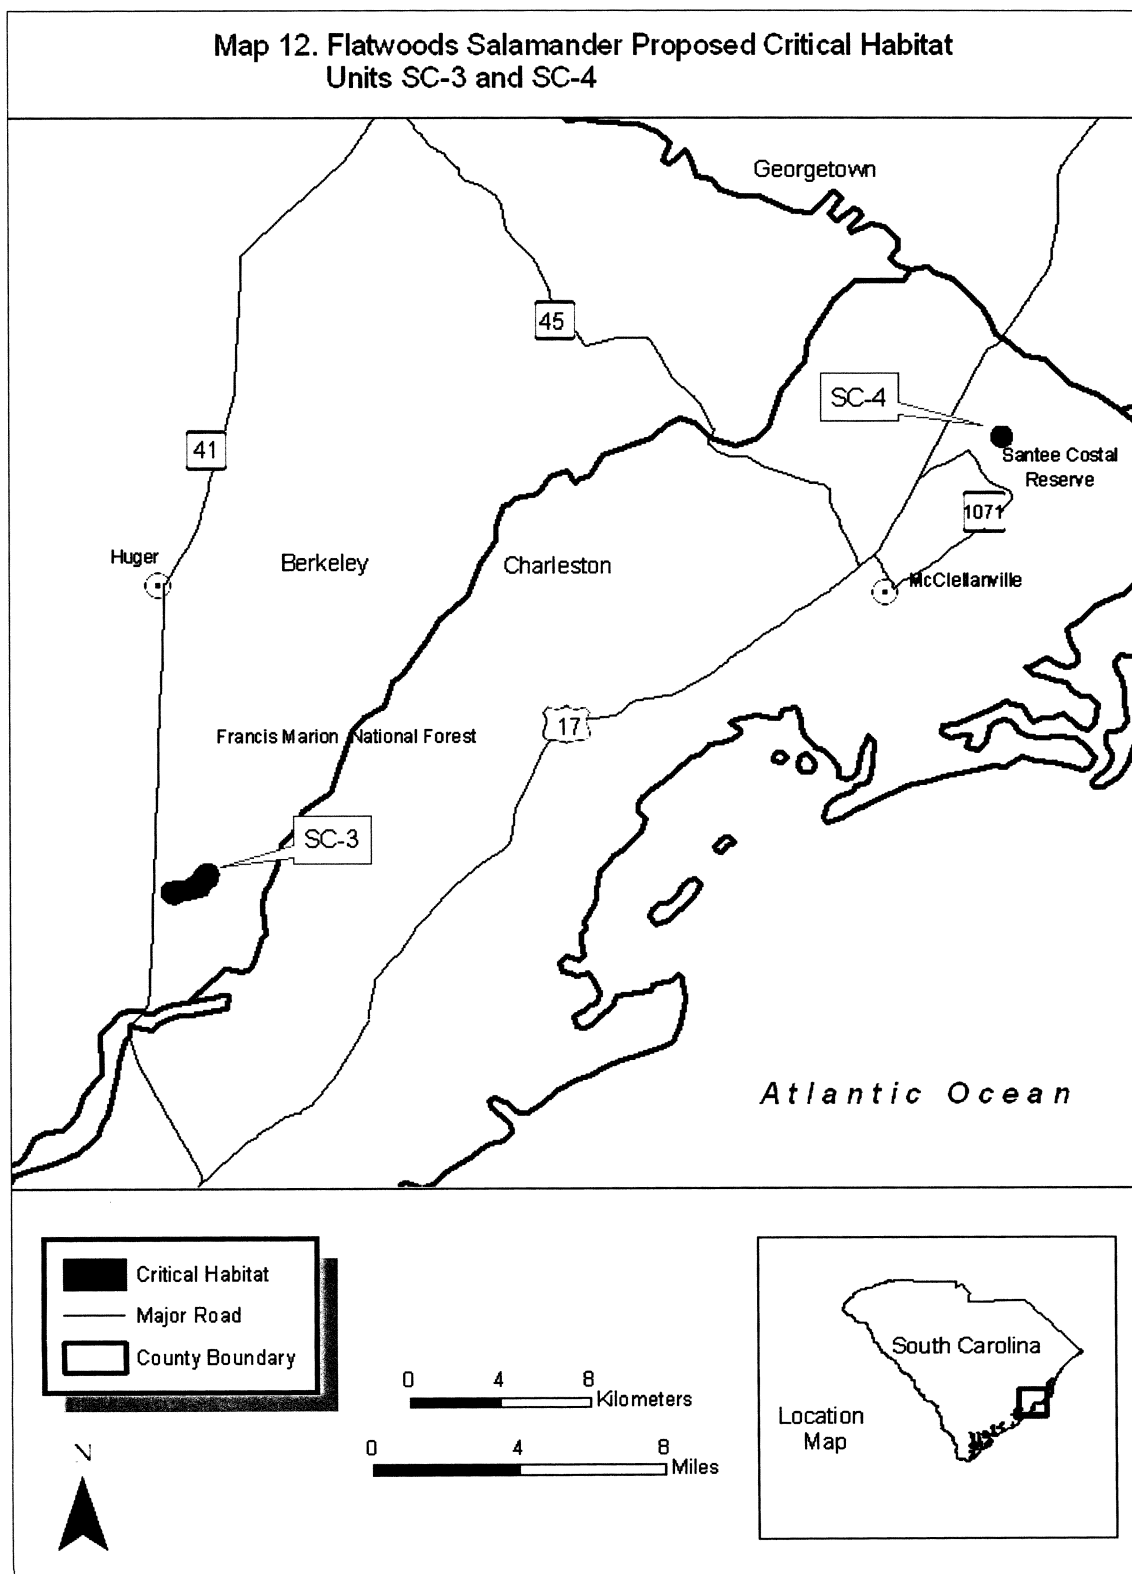 Map 12. Flatwoods Salamander Proposed Critical Habitat
Units SC-3 and SC-4
Georgetown
45
SC-4
41
Santee Costal
Reserve
1071
Huger
Berkeley
Charleston
McClellanville
17
Francis Marion National Forest
SC-3
Atlantic Ocean
Critical Habitat
Major Road
County Boundary
0 4 8
Kilometers
0 4 8
Miles
N
South Carolina
Location
Map